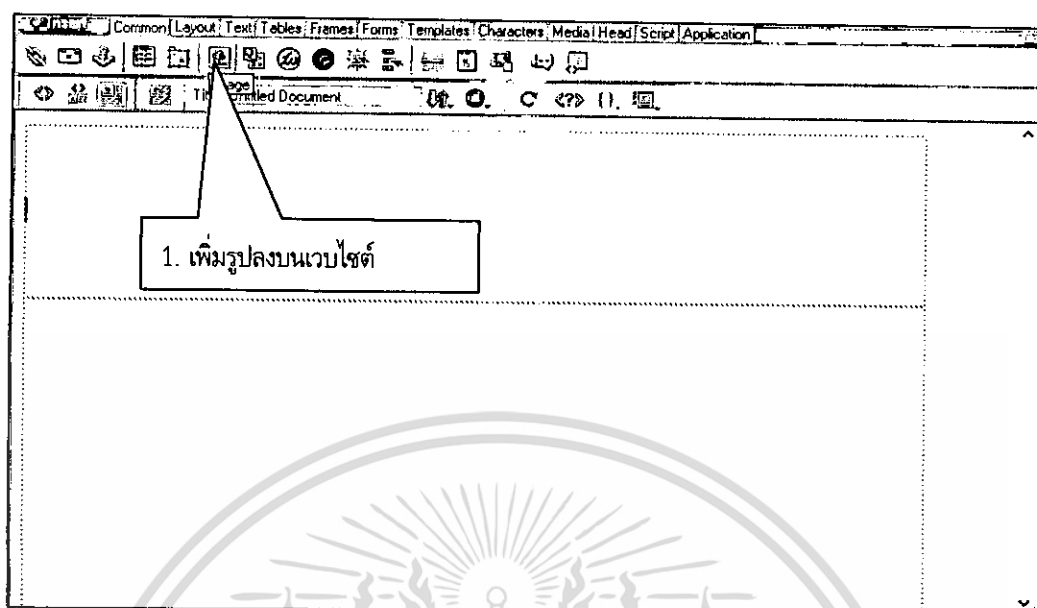 Insert Common Layout Text Tables Frames Forms Templates Characters Media Head Script Application
Document
1. เพิ่มรูปลงบนเวบไซต์